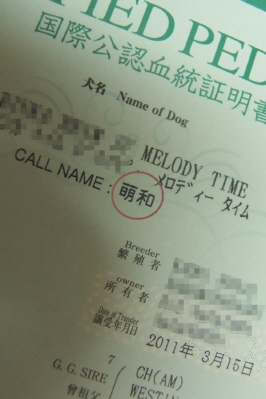 FIED PED
国際公認血統証明書
犬名 Name of Dog
MELODY TIME
メロディー タイム
CALL NAME : 萌和
Breeder
繁殖者
owner
所有者
Date of Transfer
譲受年月日
2011年 3月15日
7
G. G. SIRE
曾祖父
CH(AM)
WESTIN